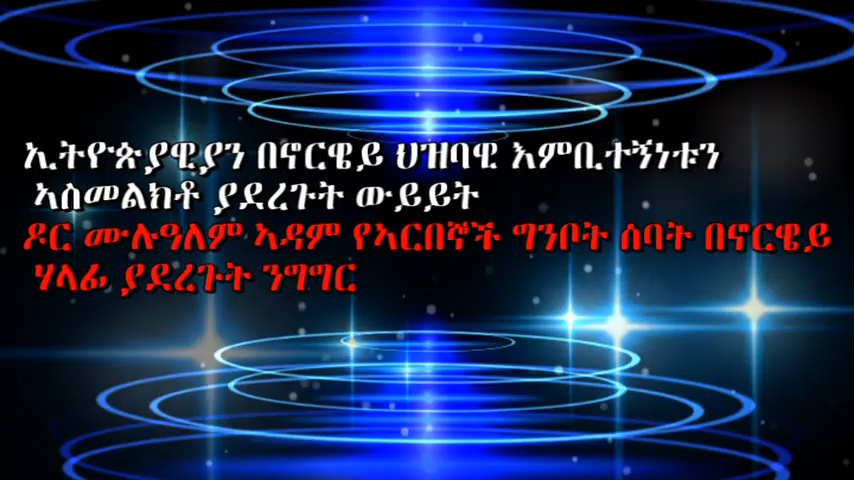 ኢትዮጵያዊያን በኖርዌይ ህዝባዊ እምቢተኝነቱን
ኣስመልክቶ ያደረጉት ውይይት
ዶር ሙሉዓለም ኣዳም የኣርበኞች ግንቦት ሰባት በኖርዌይ
ሃላፊ ያደረጉት ንግግር